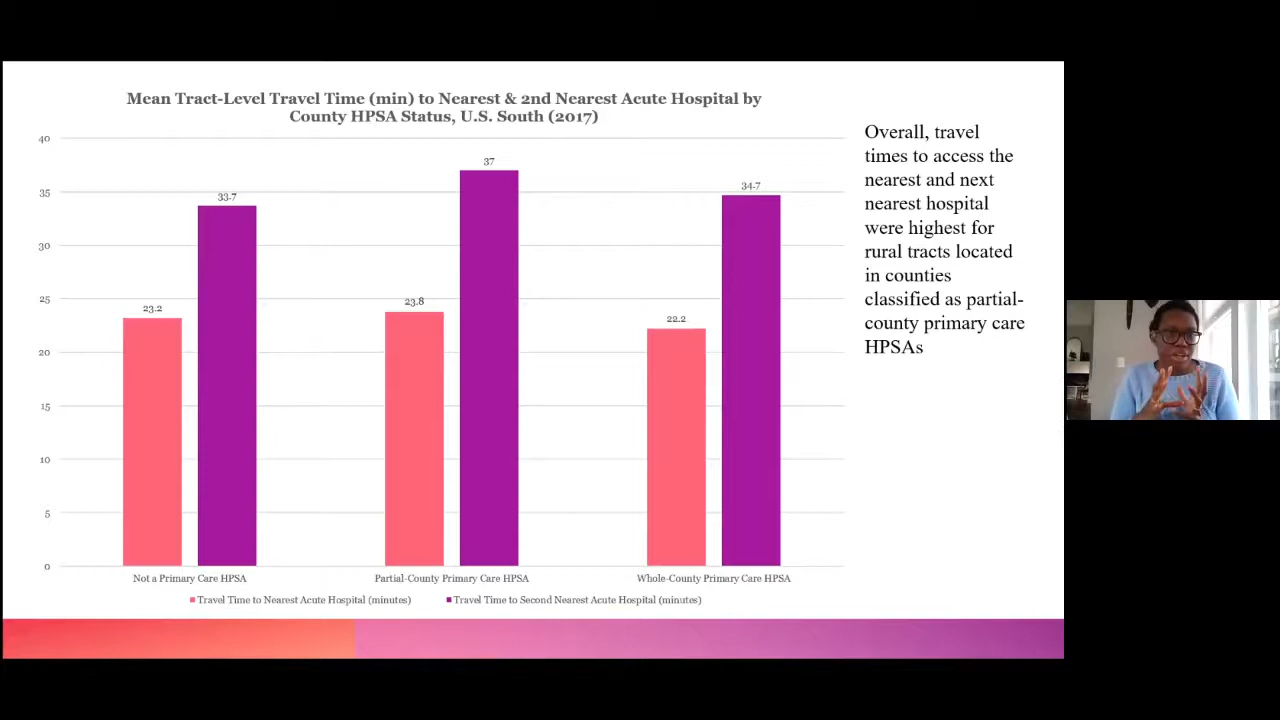 Mean Tract-Level Travel Time (min) to Nearest & 2nd Nearest Acute Hospital by
County HPSA Status, U.S. South (2017)
40
35
30
25
20
15
10
5
0
23.2
33.7
23.8
37
22.2
34.7
Not a Primary Care HPSA
Partial-County Primary Care HPSA
Whole-County Primary Care HPSA
Travel Time to Nearest Acute Hospital (minutes)
Travel Time to Second Nearest Acute Hospital (minutes)
Overall, travel
times to access the
nearest and next
nearest hospital
were highest for
rural tracts located
in counties
classified as partial-
county primary care
HPSAs